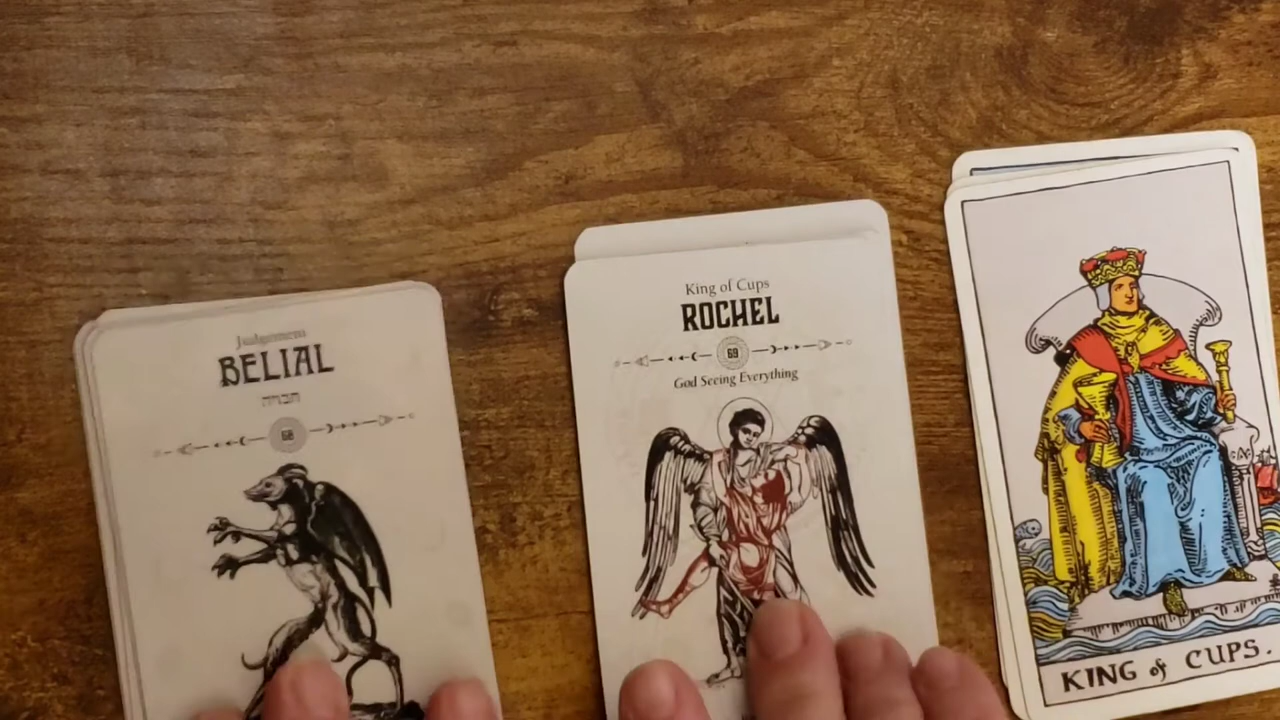 Judgement
BELIAL
68
King of Cups
ROCHEL
69
God Seeing Everything
KING of CUPS.